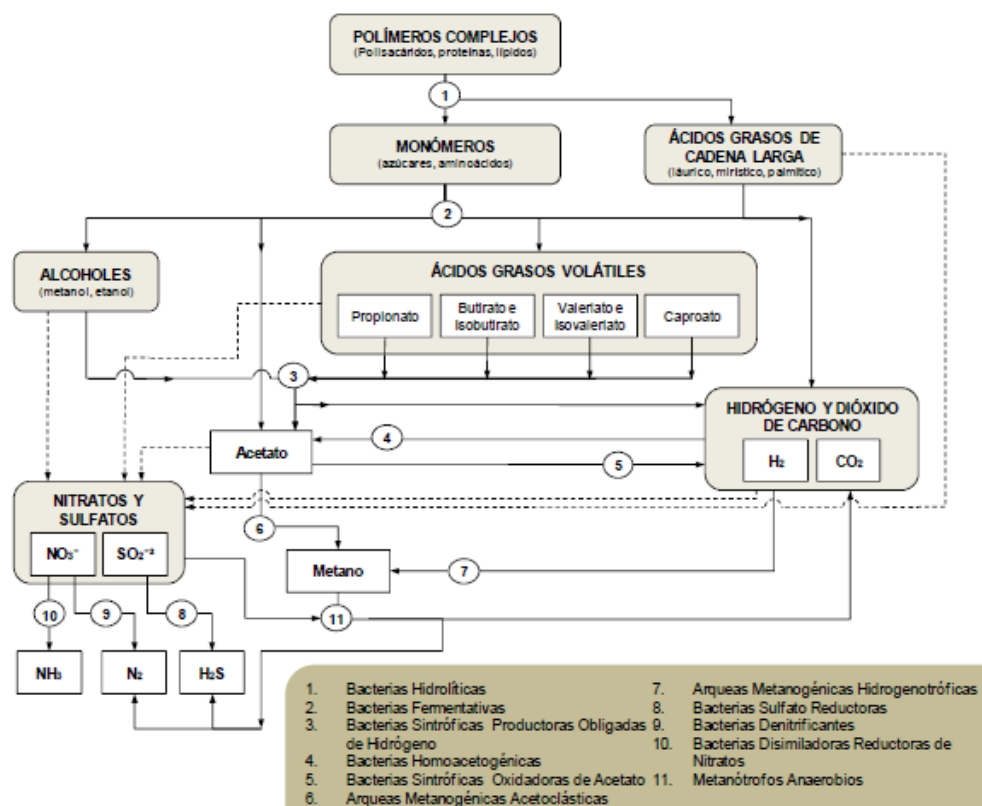 POLÍMEROS COMPLEJOS
(Polisacáridos, proteínas, lípidos)
1
MONÓMEROS
(azúcares, aminoácidos)
ÁCIDOS GRASOS DE
CADENA LARGA
(láurico, mirístico, palmítico)
2
ALCOHOLES
(metanol, etanol)
ÁCIDOS GRASOS VOLÁTILES
Propionato
Butirato e
Isobutirato
Valeriato e
Isovaleriato
Caproato
3
HIDRÓGENO Y DIÓXIDO
DE CARBONO
H₂
CO₂
4
Acetato
5
NITRATOS Y
SULFATOS
NO₃⁻
SO₂⁻²
6
Metano
7
11
10
9
8
NH₃
N₂
H₂S
1. Bacterias Hidrolíticas
2. Bacterias Fermentativas
3. Bacterias Sintróficas Productoras Obligadas
de Hidrógeno
4. Bacterias Homoacetogénicas
5. Bacterias Sintróficas Oxidadoras de Acetato
6. Arqueas Metanogénicas Acetoclásticas
7. Arqueas Metanogénicas Hidrogenotróficas
8. Bacterias Sulfato Reductoras
9. Bacterias Denitrificantes
10. Bacterias Disimiladoras Reductoras de
Nitratos
11. Metanótrofos Anaerobios